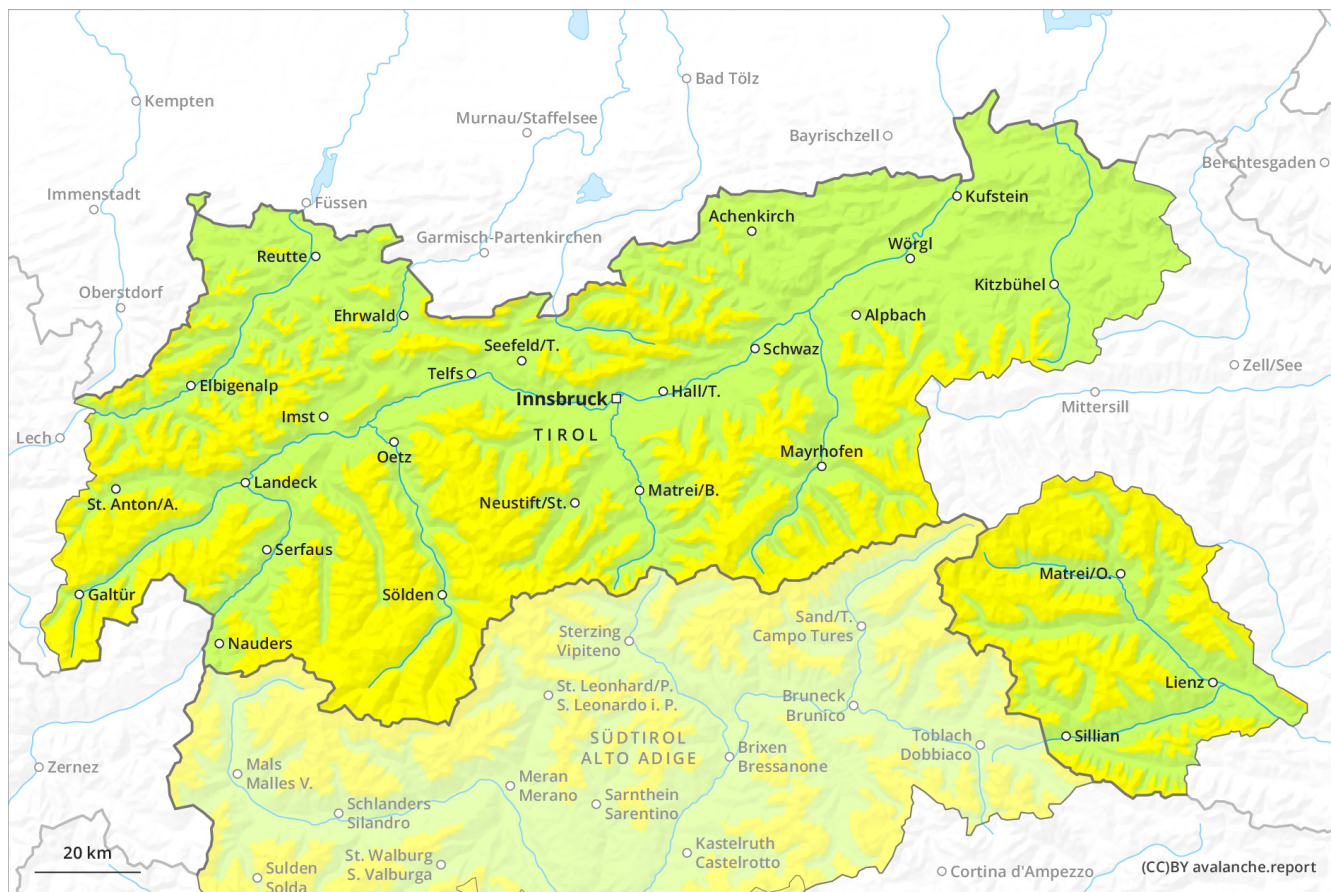 Bad Tölz
Kempten
Murnau/Staffelsee
Bayrischzell
Berchtesgaden
Immenstadt
Füssen
Kufstein
Achenkirch
Garmisch-Partenkirchen
Wörgl
Reutte
Kitzbühel
Oberstdorf
Ehrwald
Alpbach
Seefeld/T.
Schwaz
Zell/See
Telfs
Elbigenalp
Hall/T.
Innsbruck
Mittersill
Imst
TIROL
Lech
Oetz
Mayrhofen
Landeck
Matrei/B.
St. Anton/A.
Neustift/St.
Serfaus
Matrei/O.
Galtür
Sölden
Sand/T.
Campo Tures
Sterzing
Vipiteno
Nauders
Lienz
St. Leonhard/P.
S. Leonardo i. P.
Bruneck
Brunico
SÜDTIROL
ALTO ADIGE
Toblach
Dobbiaco
Sillian
Brixen
Bressanone
Zernez
Mals
Malles V.
Meran
Merano
Sarnthein
Sarentino
Schlanders
Silandro
Kastelruth
Castelrotto
20 km
St. Walburg
S. Valburga
Sulden
Solda
Cortina d'Ampezzo
(CC)BY avalanche.report